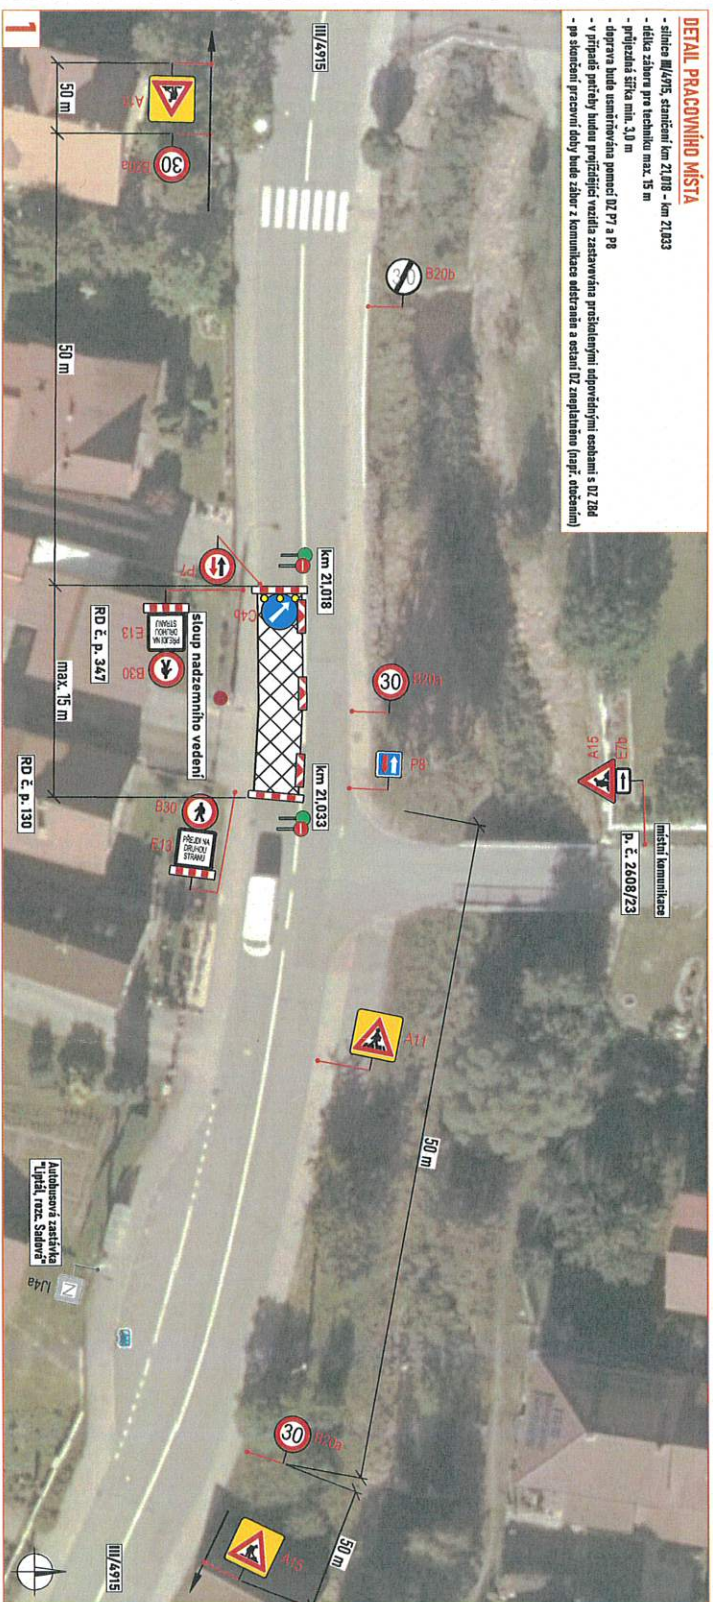 DETAIL PRACOVNÍHO MÍSTA
- silnice III/4915, staničení km 21,018 - km 21,033
- délka záboru pro techniku max. 15 m
- průjezdná šířka min. 3,0 m
- doprava bude usměrňována pomocí DZ P7 a P8
- v případě potřeby budou projíždějící vozidla zastavována proškolenými odpovědnými osobami s DZ Z8d
- po skončení pracovní doby bude zábor z komunikace odstraněn a ostaní DZ zneplatněno (např. otočením)
III/4915
B20b
30
km 21,018
B20a
30
P8
km 21,033
E7b
A15
místní komunikace
p. č. 2608/23
A11
50 m
B20a
30
50 m
A15
III/4915
1
50 m
A15
B20a
30
50 m
P7
C4b
sloup nadzemního vedení
E13
PŘEJDI NA
DRUHOU
STRANU
B30
RD č. p. 347
max. 15 m
B30
E13
PŘEJDI NA
DRUHOU
STRANU
RD č. p. 130
Autobusová zastávka
"Liptál, rozc. Sadová"
IJ4a